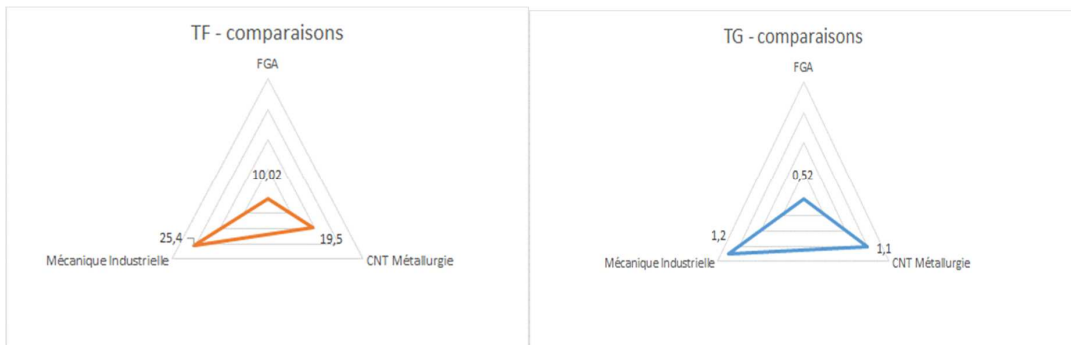 TF - comparaisons
FGA
10,02
25,4
19,5
Mécanique Industrielle
CNT Métallurgie
TG - comparaisons
FGA
0,52
1,2
1,1
Mécanique Industrielle
CNT Métallurgie